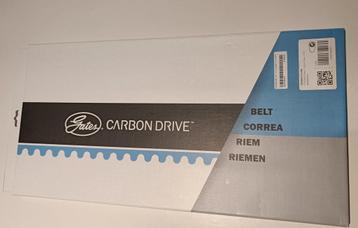 Gates. CARBON DRIVE™
BELT
CORREA
RIEM
RIEMEN